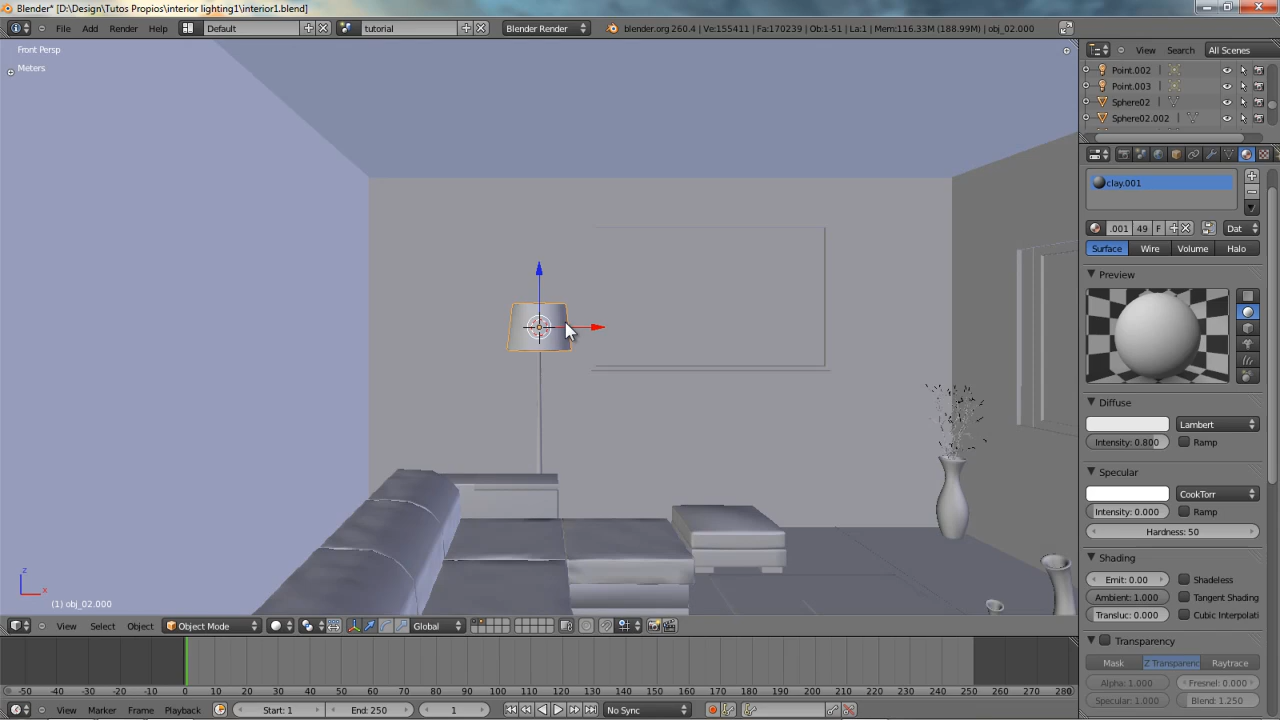 Blender* [D:\Design\Tutos Propios\interior lighting1\interior1.blend]
File Add Render Help Default tutorial Blender Render blender.org 260.4 | Ve:155411 | Fa:170239 | Ob:1-51 | La:1 | Mem:116.33M (188.99M) | obj_02.000
View Search All Scenes
Front Persp
Meters
Point.002
Point.003
Sphere02
Sphere02.002
clay.001
.001 49 F Dat
Surface Wire Volume Halo
Preview
Diffuse
Lambert
Intensity: 0.800 Ramp
Specular
CookTorr
Intensity: 0.000 Ramp
Hardness: 50
Shading
Emit: 0.00 Shadeless
Ambient: 1.000 Tangent Shading
Transluc: 0.000 Cubic Interpolati
Transparency
Mask Z Transparenc Raytrace
Alpha: 1.000 Fresnel: 0.000
Specular: 1.000 Blend: 1.250
z
x
(1) obj_02.000
View Select Object Object Mode Global
-50 -40 -30 -20 -10 0 10 20 30 40 50 60 70 80 90 100 110 120 130 140 150 160 170 180 190 200 210 220 230 240 250 260 270 280
View Marker Frame Playback Start: 1 End: 250 1 No Sync